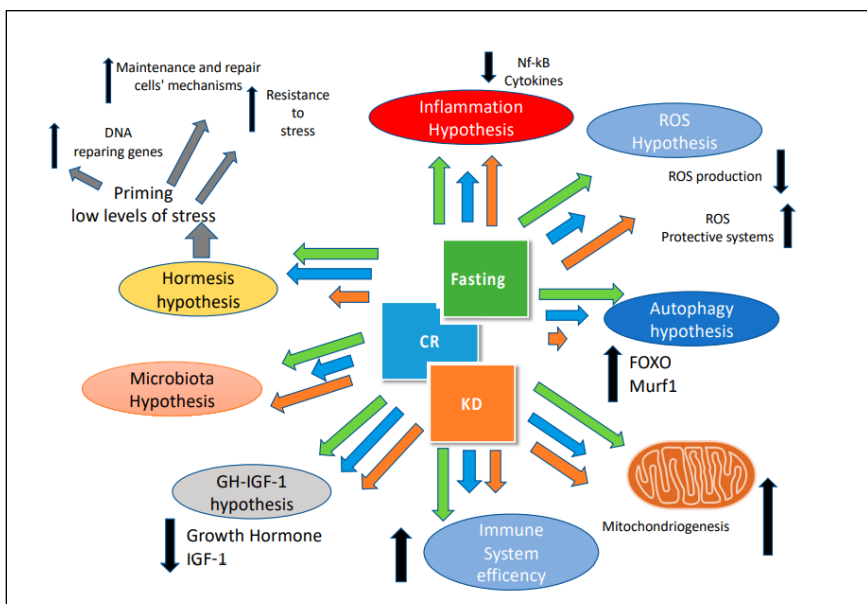 Maintenance and repair
cells' mechanisms
Resistance
to
stress
DNA
reparing genes
Priming
low levels of stress
Nf-kB
Cytokines
Inflammation
Hypothesis
ROS
Hypothesis
ROS production
ROS
Protective systems
Hormesis
hypothesis
Fasting
CR
KD
Autophagy
hypothesis
FOXO
Murf1
Microbiota
Hypothesis
GH-IGF-1
hypothesis
Growth Hormone
IGF-1
Immune
System
efficency
Mitochondriogenesis